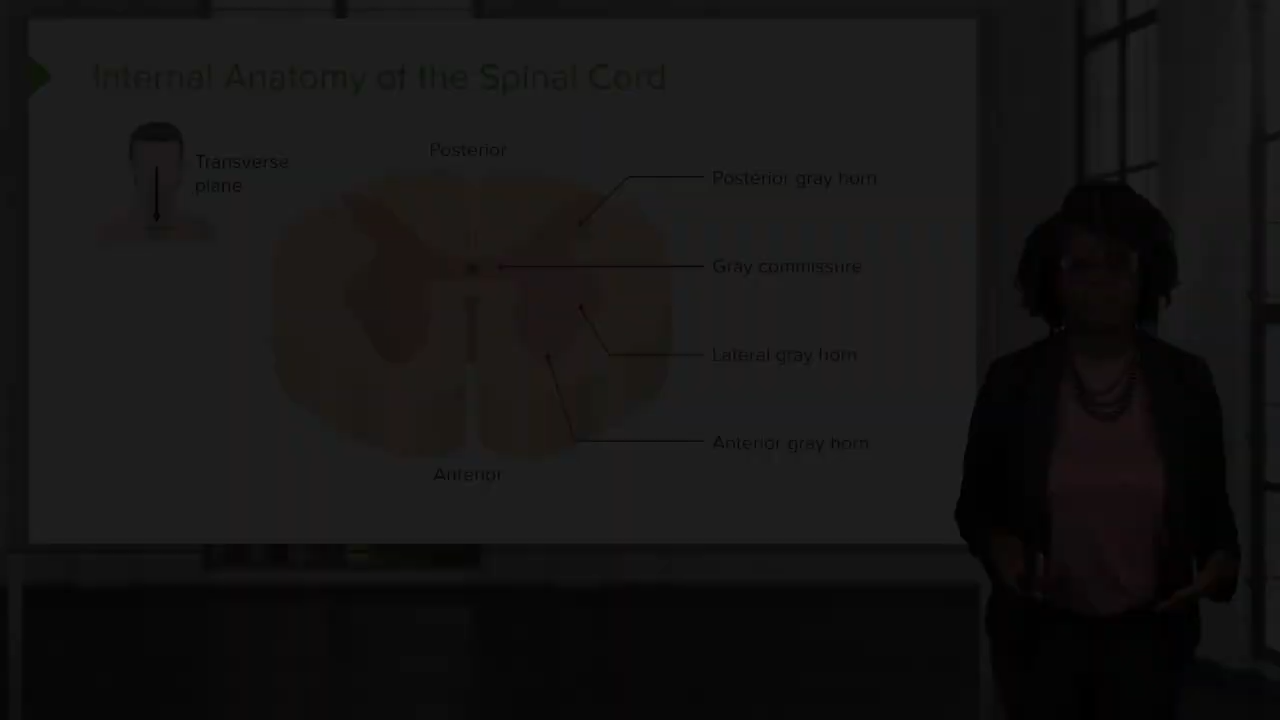 Internal Anatomy of the Spinal Cord
Transverse
plane
Posterior
Posterior gray horn
Gray commissure
Lateral gray horn
Anterior gray horn
Anterior